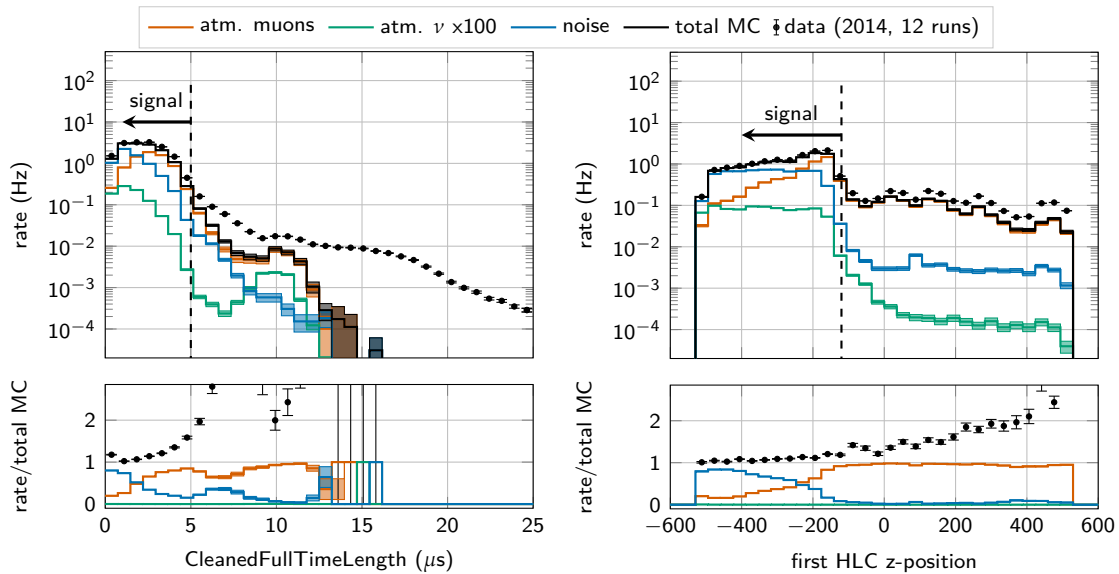 atm. muons atm. ν x100 noise total MC data (2014, 12 runs)
rate (Hz)
10² 10¹ 10⁰ 10⁻¹ 10⁻² 10⁻³ 10⁻⁴
signal
rate (Hz)
10² 10¹ 10⁰ 10⁻¹ 10⁻² 10⁻³ 10⁻⁴
signal
rate/total MC
2 1 0
0 5 10 15 20 25
CleanedFullTimeLength (μs)
rate/total MC
2 1 0
−600 −400 −200 0 200 400 600
first HLC z-position